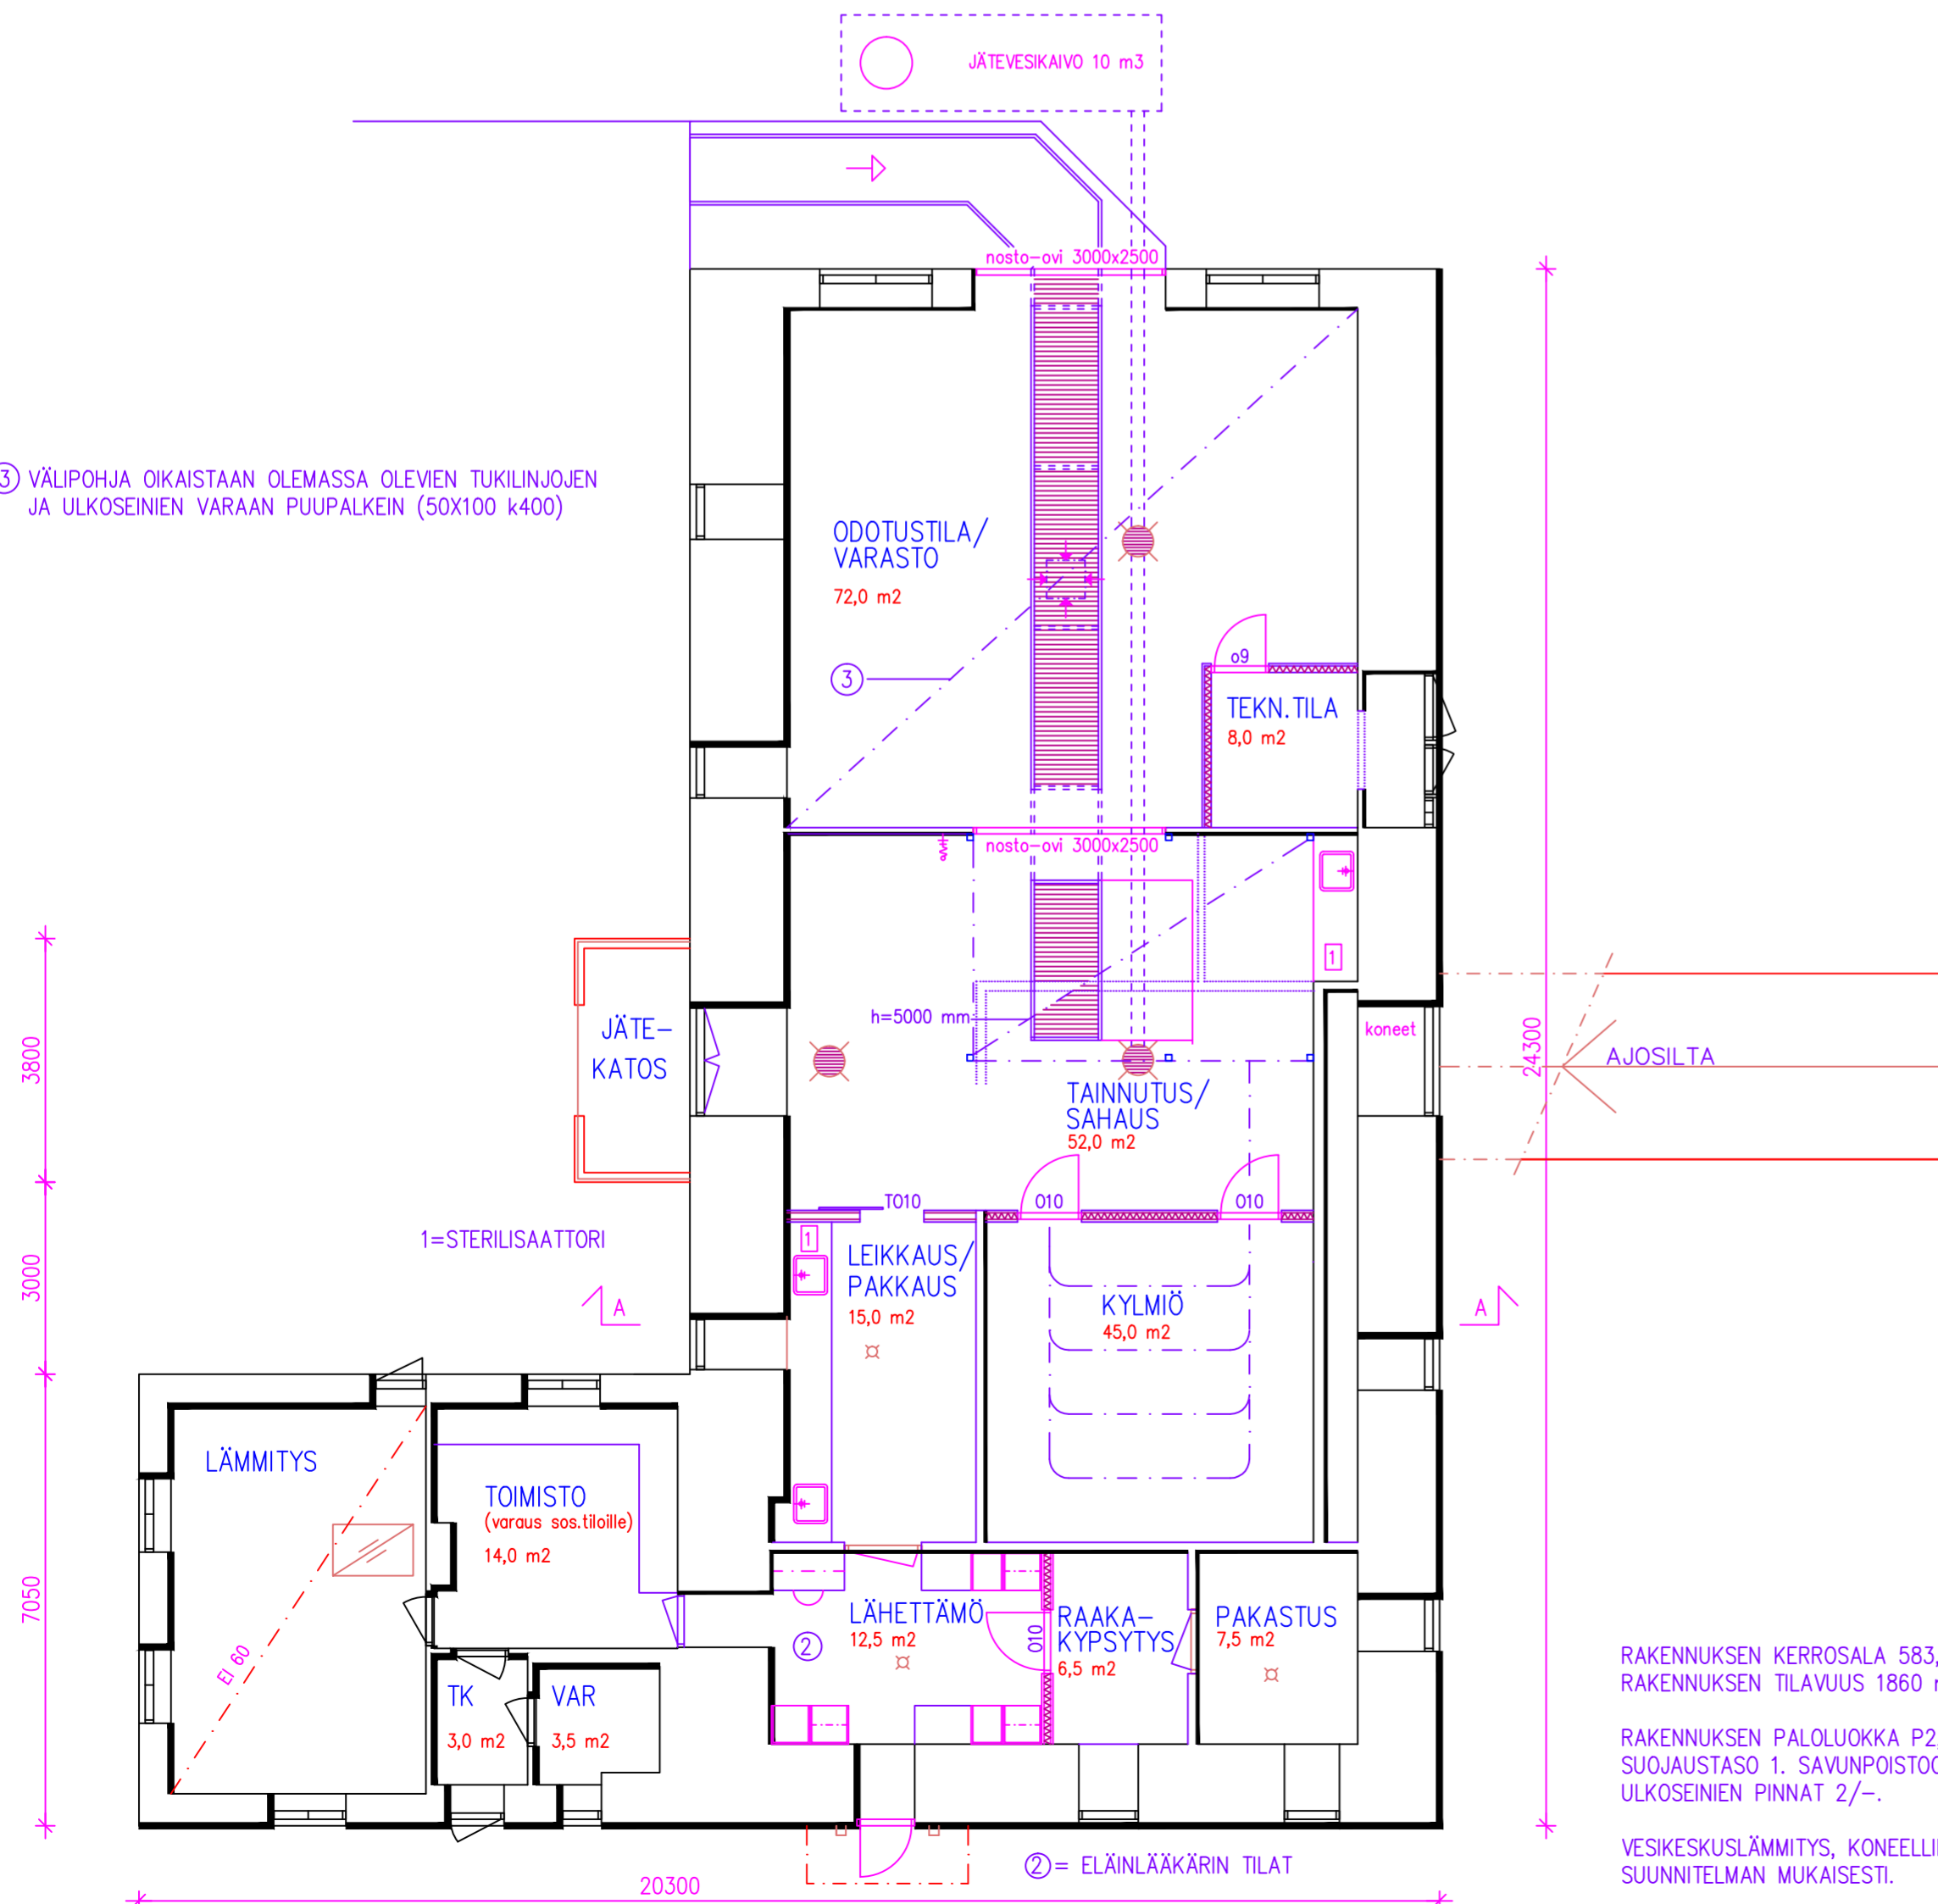 JÄTEVESIKAIVO 10 m3
nosto-ovi 3000x2500
3 VÄLIPOHJA OIKAISTAAN OLEMASSA OLEVIEN TUKILINJOJEN
JA ULKOSEINIEN VARAAN PUUPALKEIN (50X100 k400)
ODOTUSTILA/
VARASTO
72,0 m2
3
o9
TEKN.TILA
8,0 m2
nosto-ovi 3000x2500
1
h=5000 mm
koneet
JÄTE-
KATOS
3800
24300
AJOSILTA
TAINNUTUS/
SAHAUS
52,0 m2
TO10
O10
O10
1=STERILISAATTORI
1
LEIKKAUS/
PAKKAUS
15,0 m2
KYLMIÖ
45,0 m2
3000
A
A
LÄMMITYS
TOIMISTO
(varaus sos.tiloille)
14,0 m2
7050
EI 60
LÄHETTÄMÖ
12,5 m2
2
O10
RAAKA-
KYPSYTYS
6,5 m2
PAKASTUS
7,5 m2
TK
3,0 m2
VAR
3,5 m2
RAKENNUKSEN KERROSALA 583,
RAKENNUKSEN TILAVUUS 1860
RAKENNUKSEN PALOLUOKKA P2,
SUOJAUSTASO 1. SAVUNPOISTO
ULKOSEINIEN PINNAT 2/-.
VESIKESKUSLÄMMITYS, KONEELLI
SUUNNITELMAN MUKAISESTI.
2 = ELÄINLÄÄKÄRIN TILAT
20300